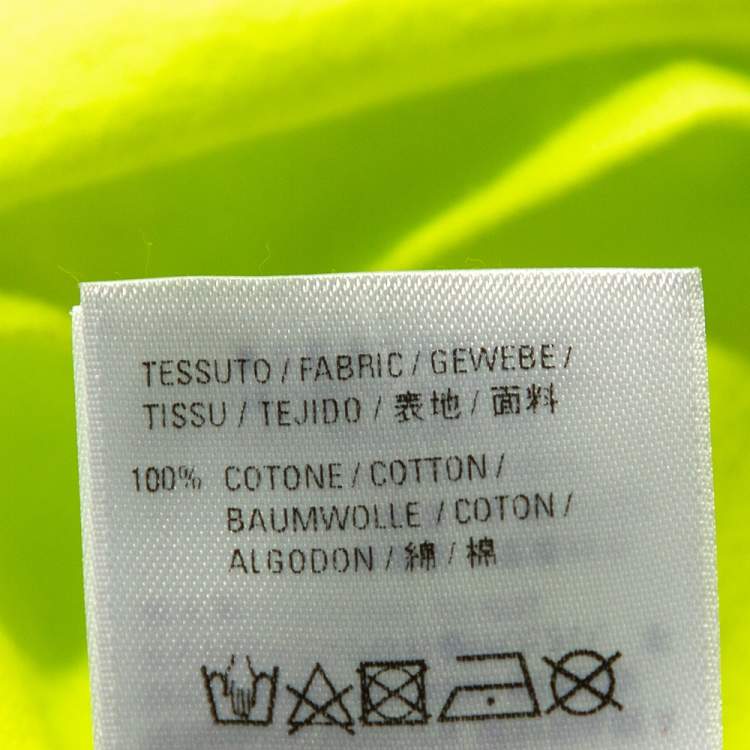 TESSUTO / FABRIC / GEWEBE /
TISSU / TEJIDO / 表地 / 面料
100% COTONE / COTTON /
BAUMWOLLE / COTON /
ALGODON / 綿 / 棉